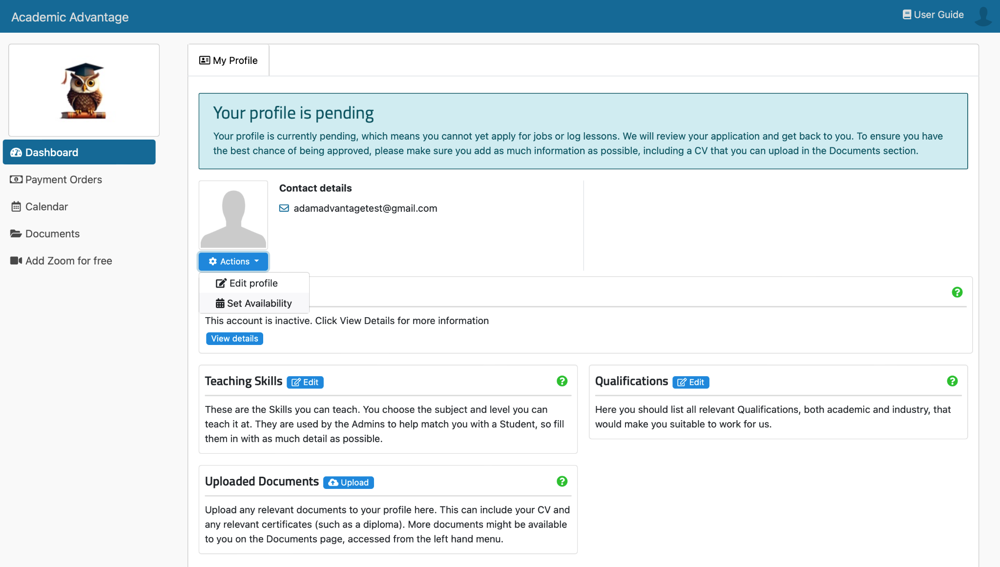 Academic Advantage
User Guide
Dashboard
Payment Orders
Calendar
Documents
Add Zoom for free
My Profile
Your profile is pending
Your profile is currently pending, which means you cannot yet apply for jobs or log lessons. We will review your application and get back to you. To ensure you have
the best chance of being approved, please make sure you add as much information as possible, including a CV that you can upload in the Documents section.
Contact details
adamadvantagetest@gmail.com
Actions
Edit profile
Set Availability
This account is inactive. Click View Details for more information
View details
Teaching Skills Edit
These are the Skills you can teach. You choose the subject and level you can
teach it at. They are used by the Admins to help match you with a Student, so fill
them in with as much detail as possible.
Qualifications Edit
Here you should list all relevant Qualifications, both academic and industry, that
would make you suitable to work for us.
Uploaded Documents Upload
Upload any relevant documents to your profile here. This can include your CV and
any relevant certificates (such as a diploma). More documents might be available
to you on the Documents page, accessed from the left hand menu.